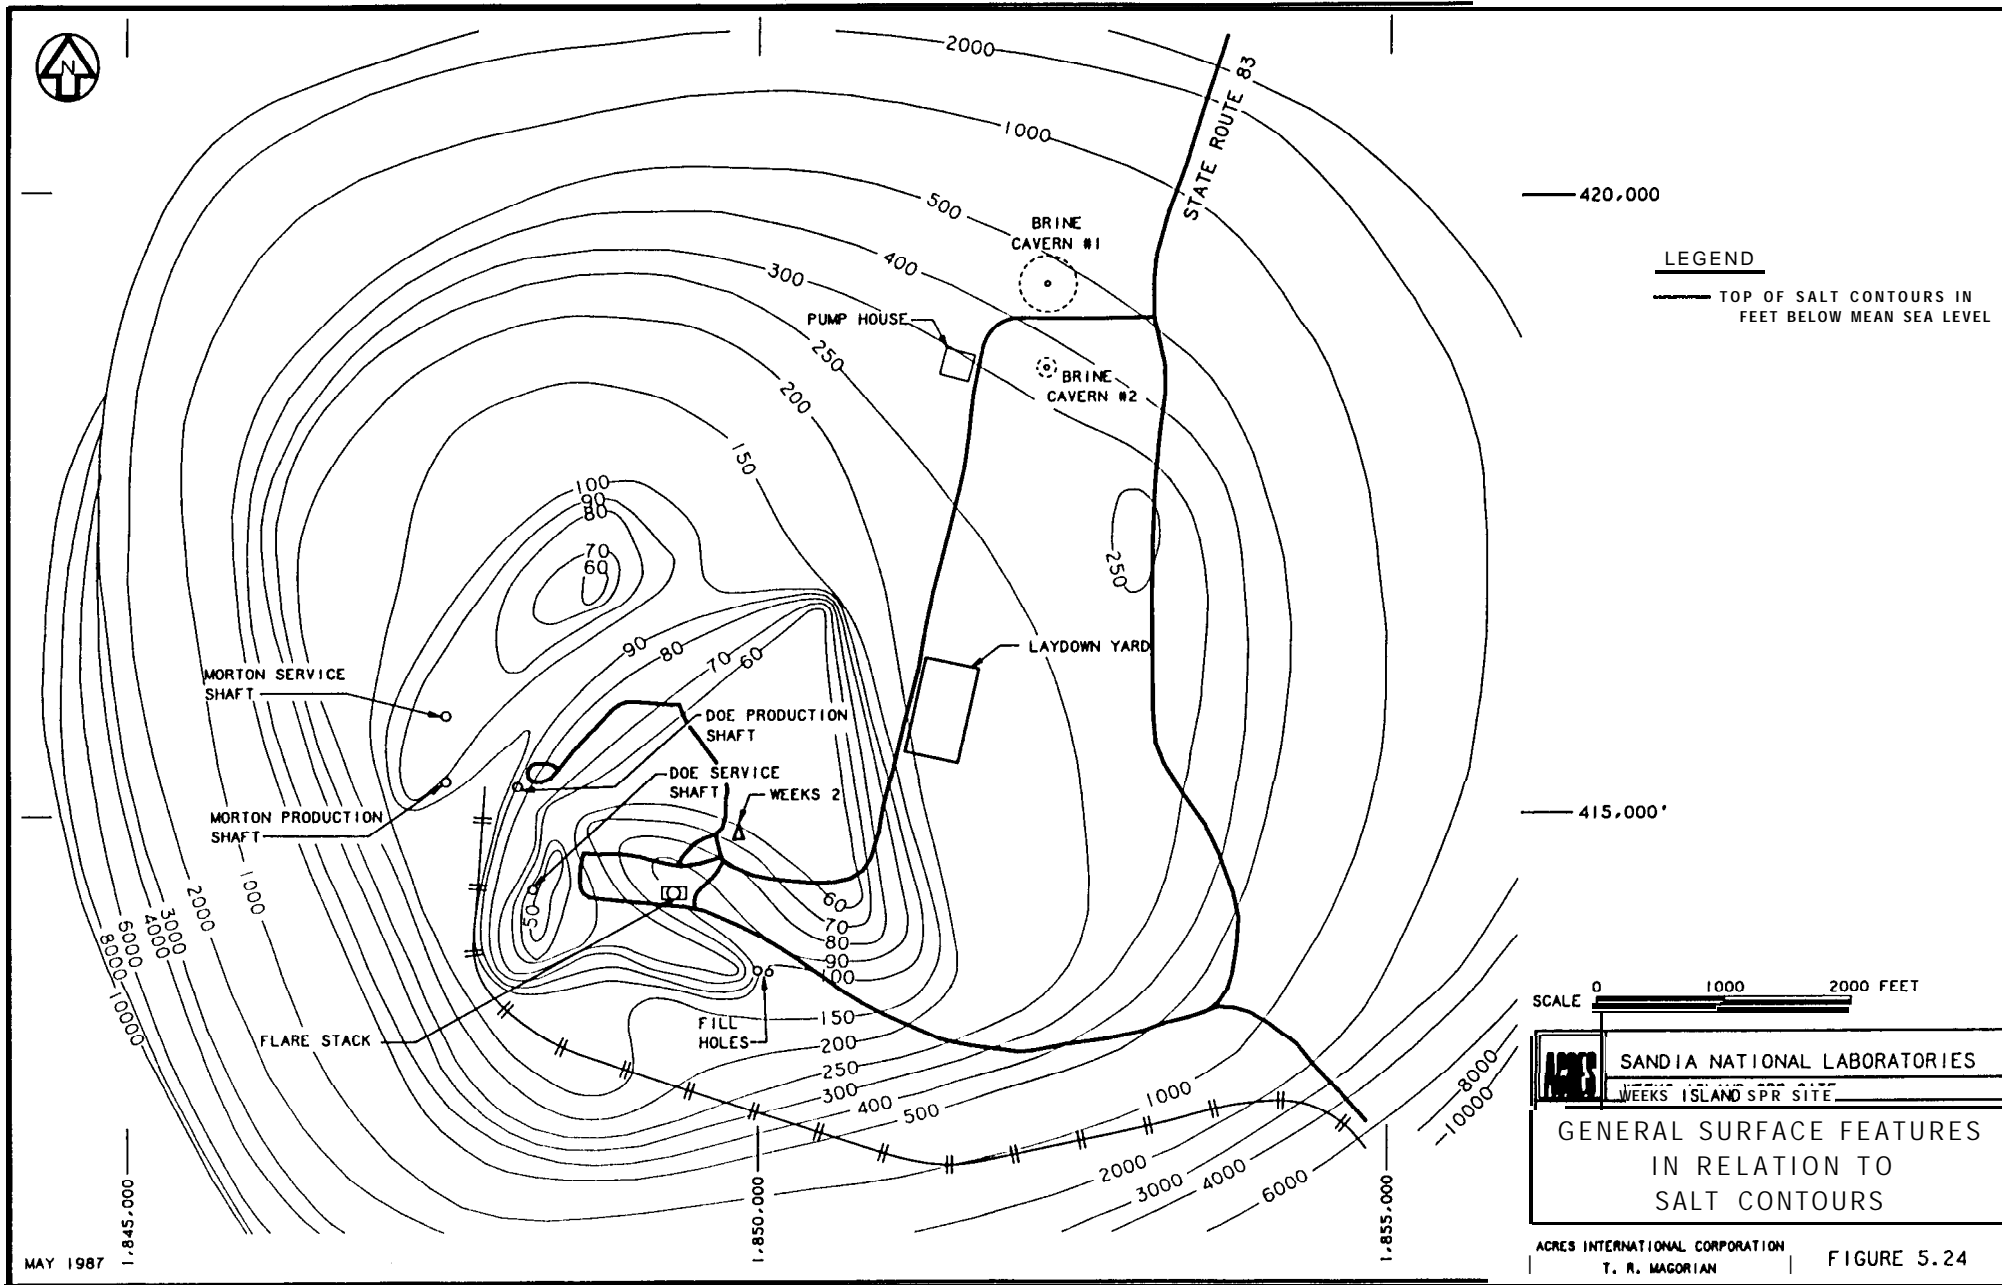 N
2000
1000
500
400
300
250
200
150
100
90
80
70
60
STATE ROUTE 83
BRINE
CAVERN #1
PUMP HOUSE
BRINE
CAVERN #2
250
420,000
LEGEND
TOP OF SALT CONTOURS IN
FEET BELOW MEAN SEA LEVEL
90
80
70
60
LAYDOWN YARD
MORTON SERVICE
SHAFT
DOE PRODUCTION
SHAFT
DOE SERVICE
SHAFT
WEEKS 2
MORTON PRODUCTION
SHAFT
415,000'
50
60
70
80
90
100
150
200
250
300
400
500
1000
2000
3000
4000
6000
8000
10000
1000
2000
3000
4000
6000
8000
10000
FLARE STACK
FILL
HOLES
SCALE
0 1000 2000 FEET
ACRES
SANDIA NATIONAL LABORATORIES
WEEKS ISLAND SPR SITE
GENERAL SURFACE FEATURES
IN RELATION TO
SALT CONTOURS
ACRES INTERNATIONAL CORPORATION
T. R. MAGORIAN
FIGURE 5.24
MAY 1987
1,845,000
1,850,000
1,855,000